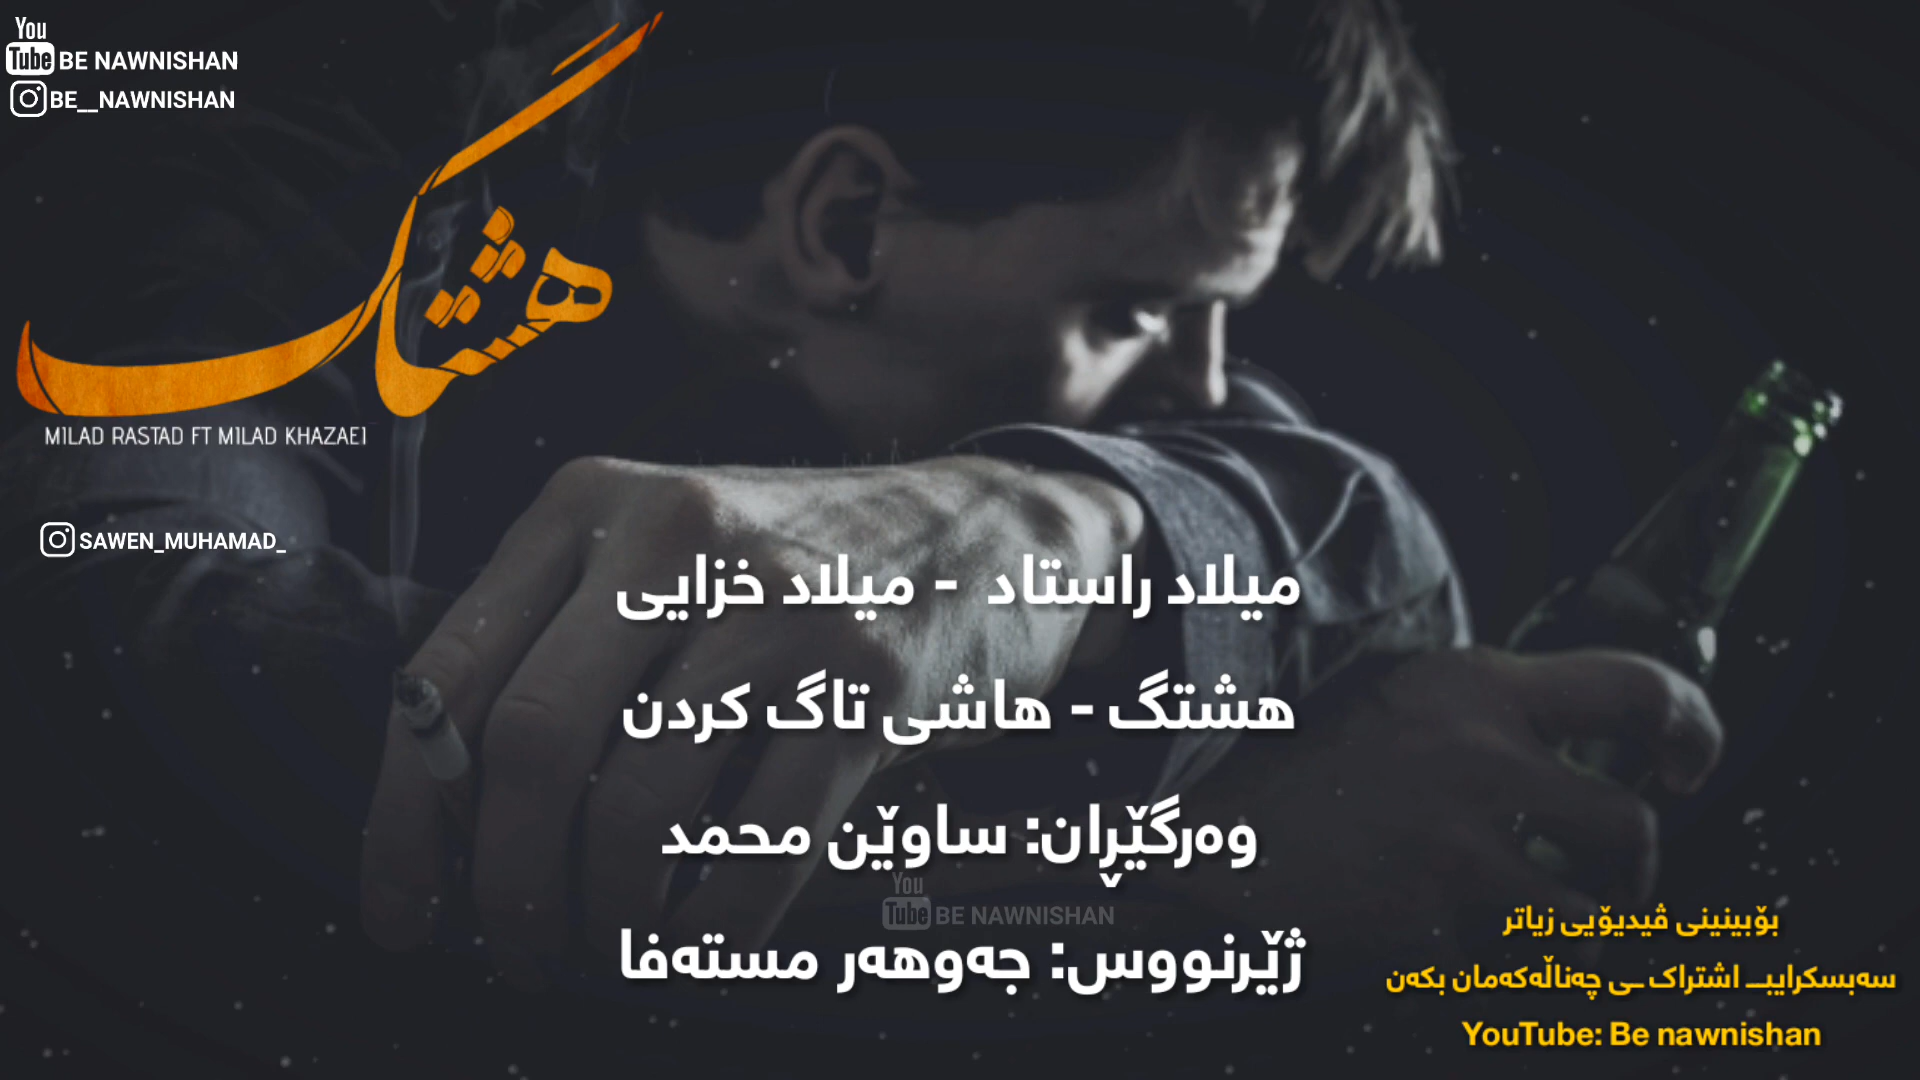 You
Tube BE NAWNISHAN
BE__NAWNISHAN
هشتگ
MILAD RASTAD FT MILAD KHAZAEI
SAWEN_MUHAMAD_
میلاد راستاد - میلاد خزایی
هشتگ - هاشی تاگ کردن
وەرگێڕان: ساوێن محمد
You
Tube BE NAWNISHAN
ژێرنووس: جەوهەر مستەفا
بۆبینینی ڤیدیۆیی زیاتر
سەبسکرایبــ اشتراک ــی چەناڵەکەمان بکەن
YouTube: Be nawnishan